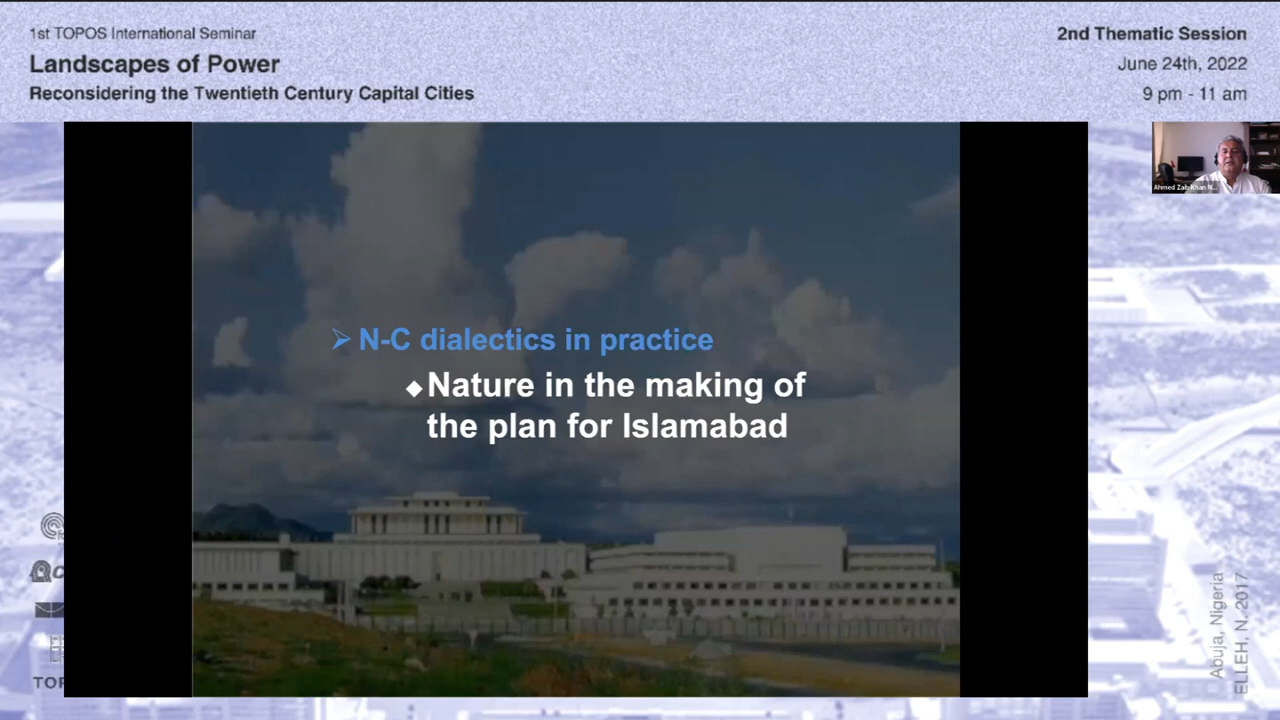 1st TOPOS International Seminar
Landscapes of Power
Reconsidering the Twentieth Century Capital Cities
2nd Thematic Session
June 24th, 2022
9 pm - 11 am
Ahmed Zaib Khan M...
➢ N-C dialectics in practice
◆Nature in the making of
the plan for Islamabad
Abuja, Nigeria
ELLEH, N.2017